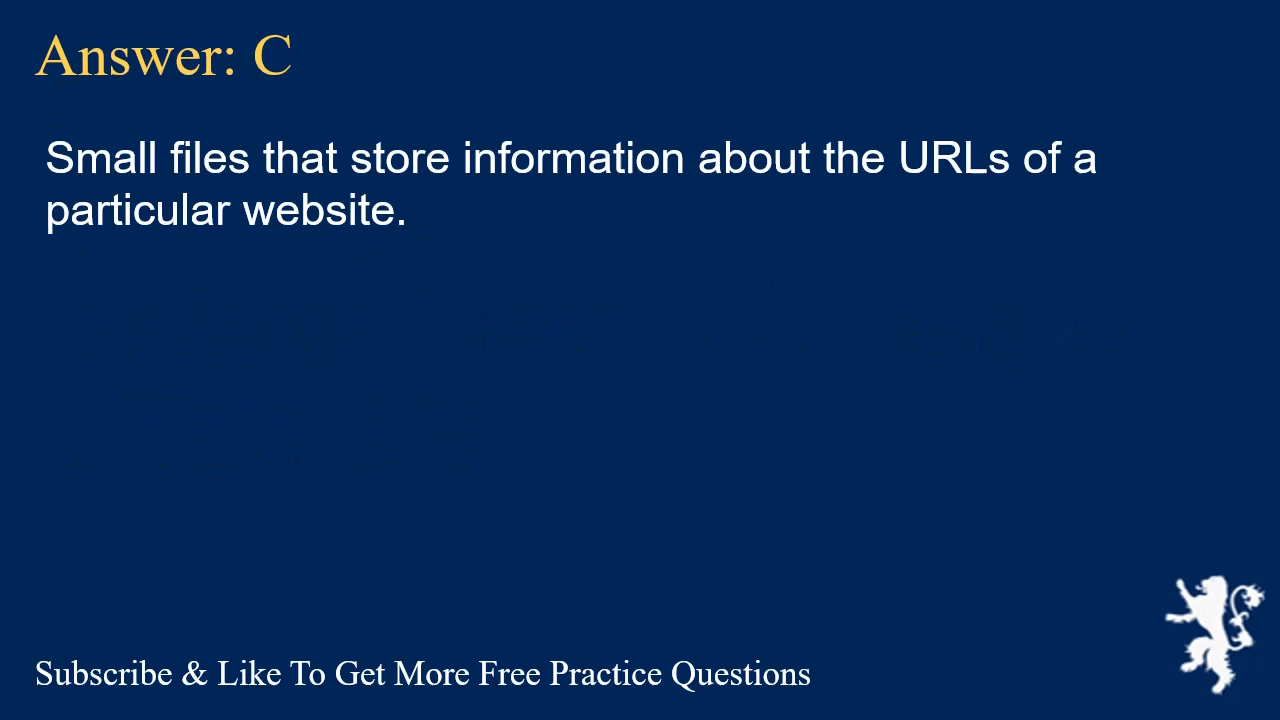 Answer: C
Small files that store information about the URLs of a
particular website.
Subscribe & Like To Get More Free Practice Questions